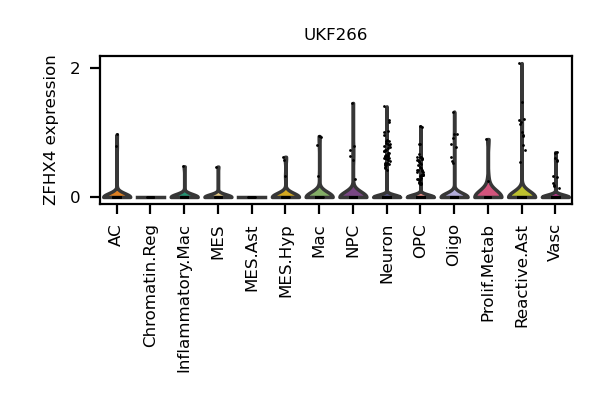 UKF266
ZFHX4 expression
2
0
AC
Chromatin.Reg
Inflammatory.Mac
MES
MES.Ast
MES.Hyp
Mac
NPC
Neuron
OPC
Oligo
Prolif.Metab
Reactive.Ast
Vasc